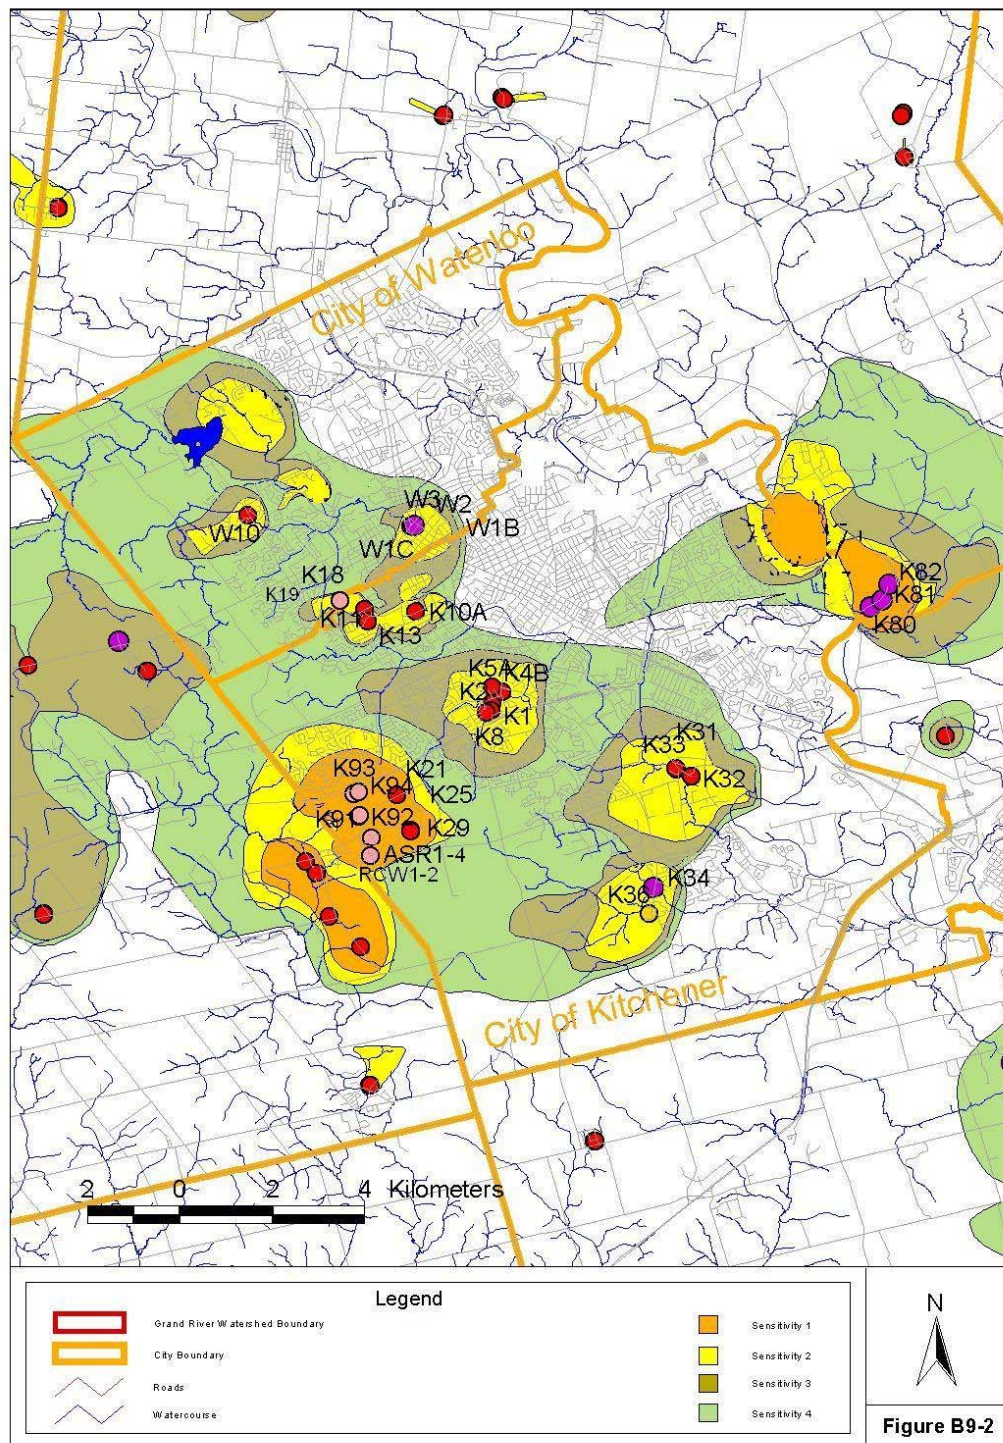 City of Waterloo
W3
W2
W10
W1B
W1C
K18
K19
K82
K81
K11
K10A
K80
K13
K5A
K4B
K2
K1
K8
K31
K33
K32
K93
K21
K94
K25
K91
K92
K29
ASR1-4
RCW1-2
K34
K36
City of Kitchener
2 0 2 4 Kilometers
Legend
Grand River Watershed Boundary
City Boundary
Roads
Watercourse
Sensitivity 1
Sensitivity 2
Sensitivity 3
Sensitivity 4
N
Figure B9-2